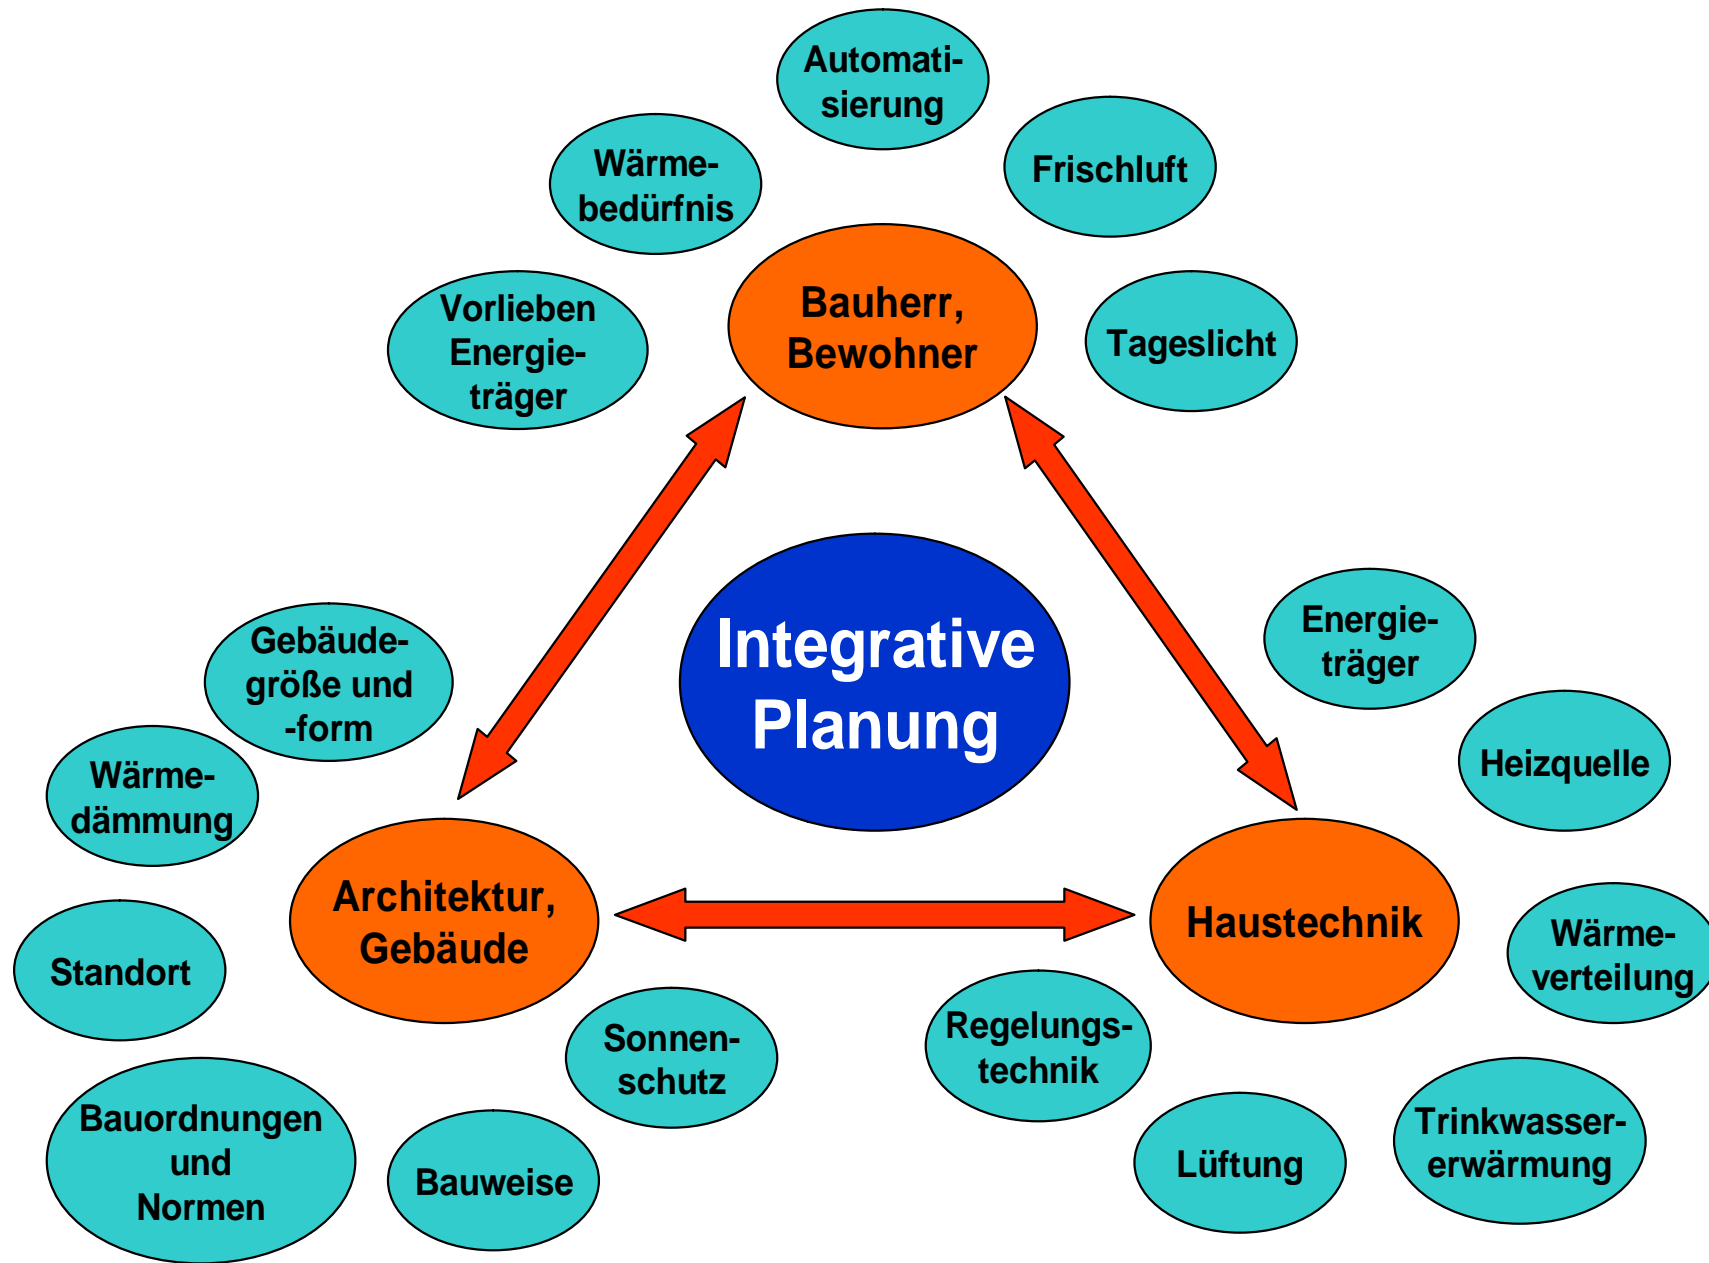 Automati-
sierung
Wärme-
bedürfnis
Frischluft
Vorlieben
Energie-
träger
Bauherr,
Bewohner
Tageslicht
Integrative
Planung
Gebäude-
größe und
-form
Wärme-
dämmung
Energie-
träger
Heizquelle
Architektur,
Gebäude
Haustechnik
Standort
Wärme-
verteilung
Sonnen-
schutz
Regelungs-
technik
Bauordnungen
und
Normen
Bauweise
Lüftung
Trinkwasser-
erwärmung